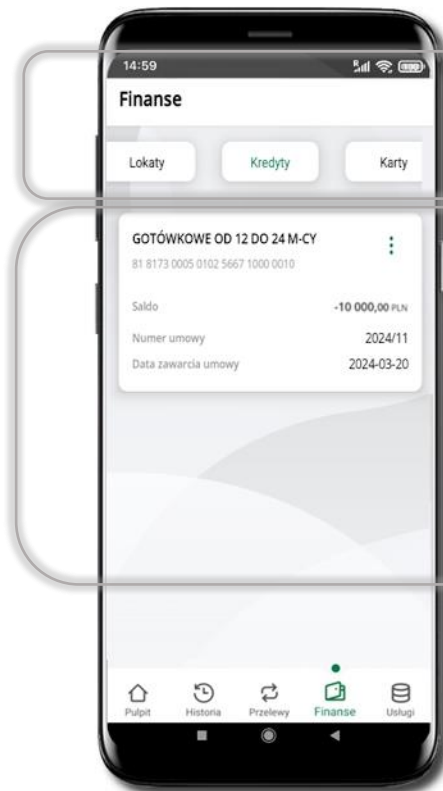 14:59
Finanse
Lokaty Kredyty Karty
GOTÓWKOWE OD 12 DO 24 M-CY
81 8173 0005 0102 5667 1000 0010
Saldo -10 000,00 PLN
Numer umowy 2024/11
Data zawarcia umowy 2024-03-20
Pulpit Historia Przelewy Finanse Usługi